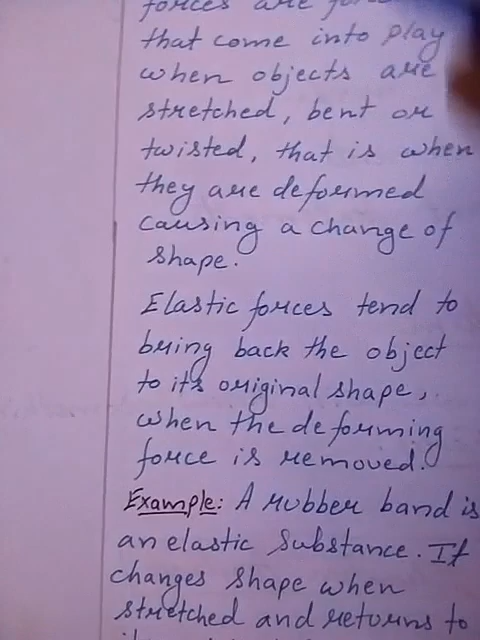 forces are
that come into play
when objects are
stretched, bent or
twisted, that is when
they are deformed
causing a change of
shape.
Elastic forces tend to
bring back the object
to it's original shape,
when the deforming
force is removed.
Example: A rubber band is
an elastic substance. It
changes shape when
stretched and returns to